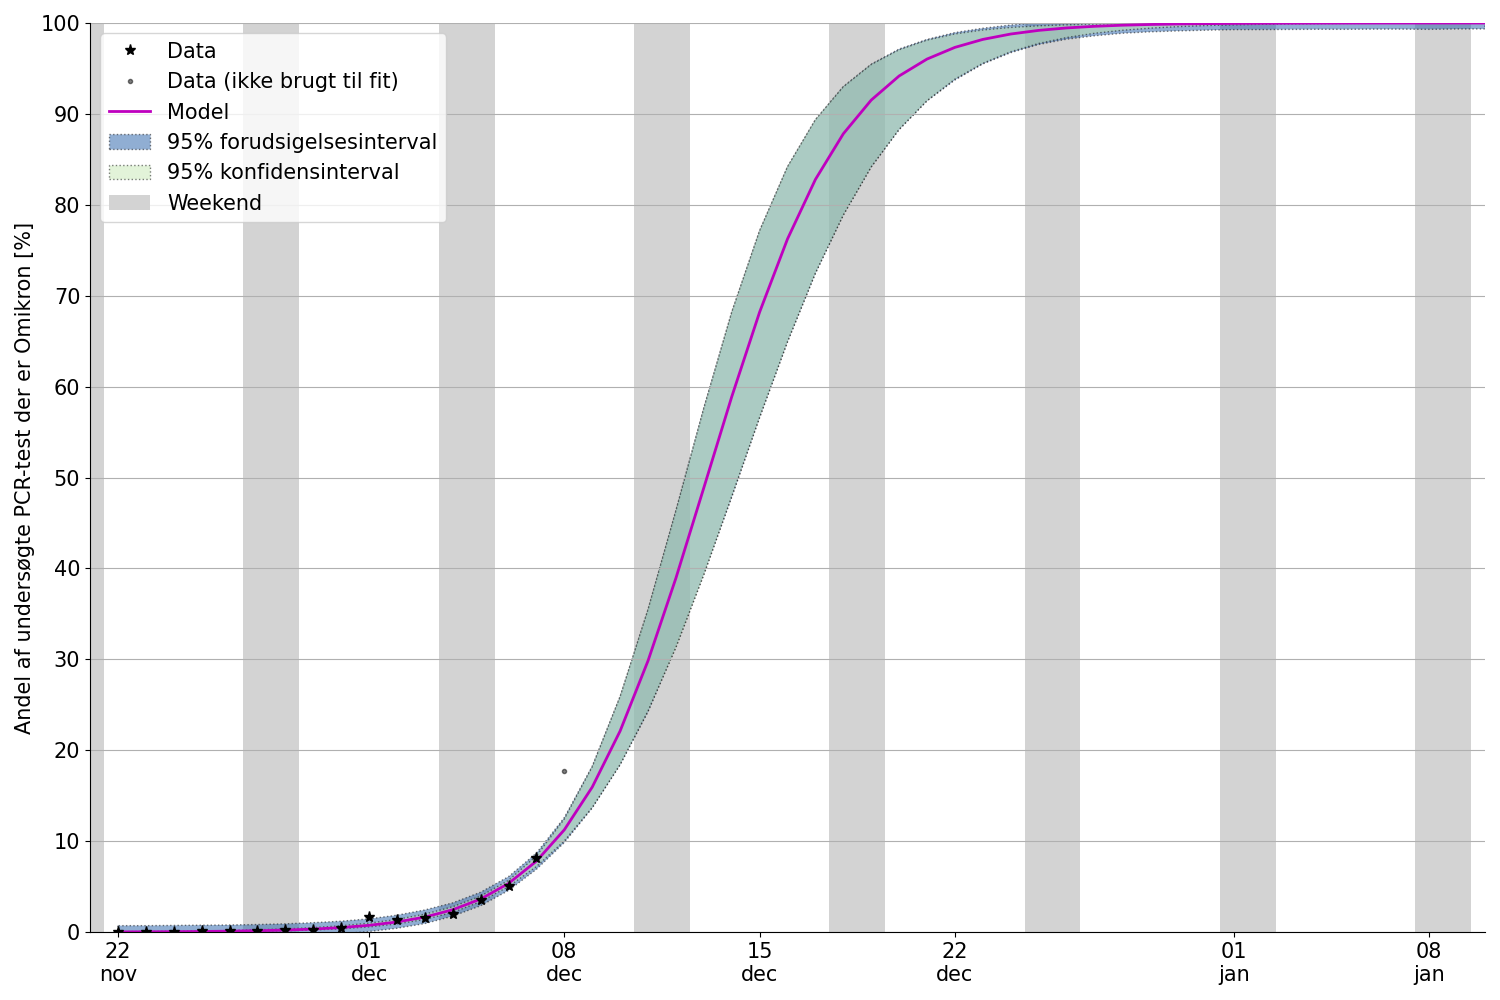 Andel af undersøgte PCR-test der er Omikron [%]
100
90
80
70
60
50
40
30
20
10
0
Data
Data (ikke brugt til fit)
Model
95% forudsigelsesinterval
95% konfidensinterval
Weekend
22 01 08 15 22 01 08
nov dec dec dec dec jan jan